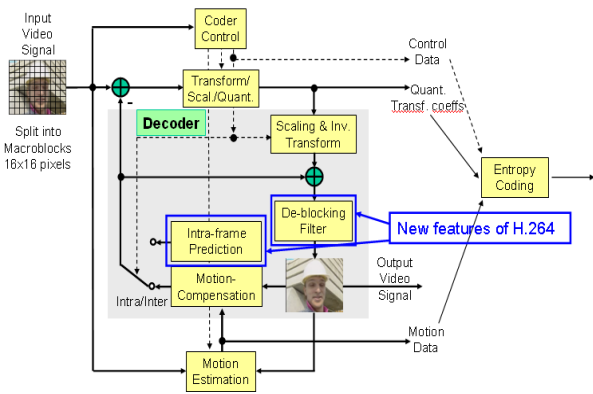 Input
Video
Signal
Split into
Macroblocks
16x16 pixels
Coder
Control
Control
Data
-
Transform/
Scal./Quant.
Quant.
Transf. coeffs
Decoder
Scaling & Inv.
Transform
Entropy
Coding
De-blocking
Filter
New features of H.264
Intra-frame
Prediction
Output
Video
Signal
Motion-
Compensation
Intra/Inter
Motion
Data
Motion
Estimation